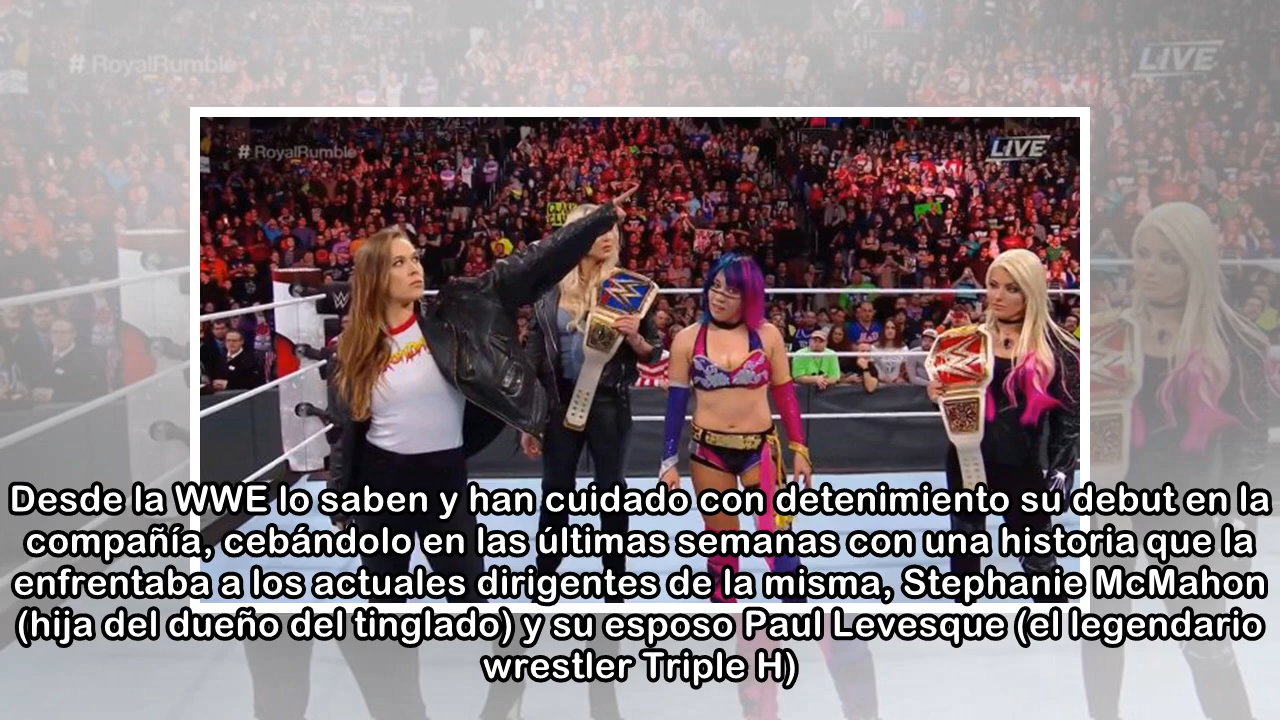 # RoyalRumble
LIVE
# RoyalRumble
LIVE
Desde la WWE lo saben y han cuidado con detenimiento su debut en la
compañía, cebándolo en las últimas semanas con una historia que la
enfrentaba a los actuales dirigentes de la misma, Stephanie McMahon
(hija del dueño del tinglado) y su esposo Paul Levesque (el legendario
wrestler Triple H)